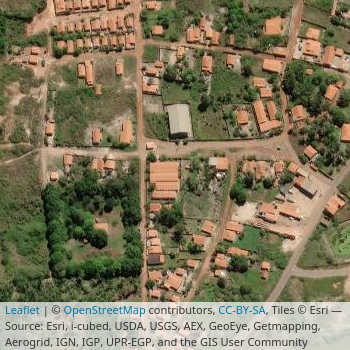 Leaflet | © OpenStreetMap contributors, CC-BY-SA, Tiles © Esri —
Source: Esri, i-cubed, USDA, USGS, AEX, GeoEye, Getmapping,
Aerogrid, IGN, IGP, UPR-EGP, and the GIS User Community